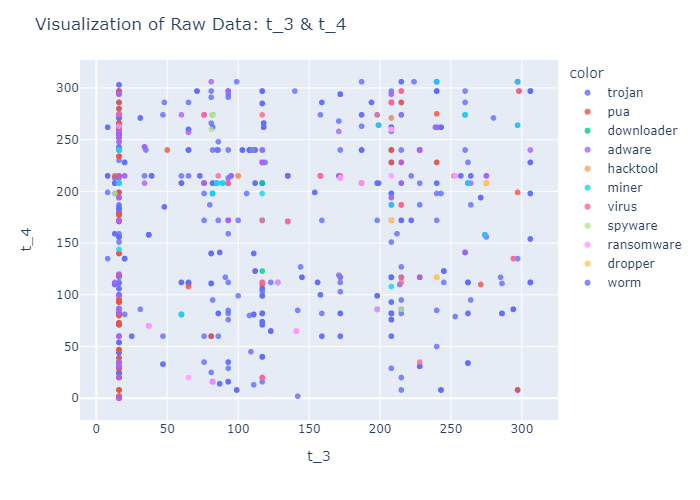 Visualization of Raw Data: t_3 & t_4
color
trojan
pua
downloader
adware
hacktool
miner
virus
spyware
ransomware
dropper
worm
300
250
200
150
100
50
0
t_4
0 50 100 150 200 250 300
t_3